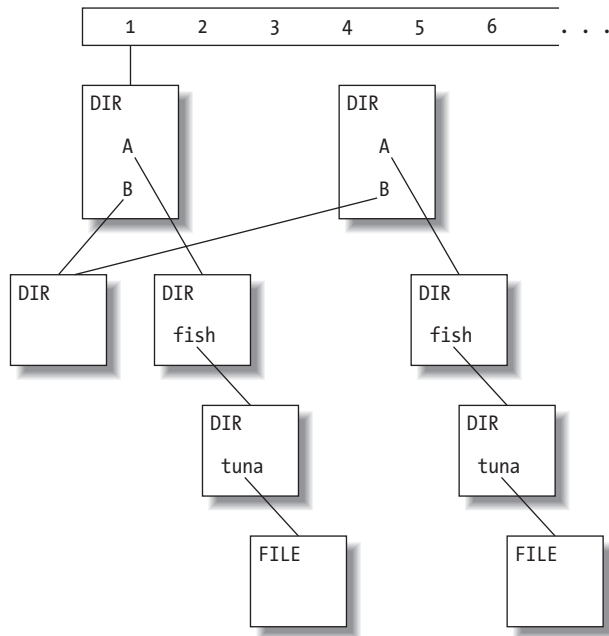 1 2 3 4 5 6 . . .
DIR DIR
A A
B B
DIR DIR DIR
fish fish
DIR DIR
tuna tuna
FILE FILE